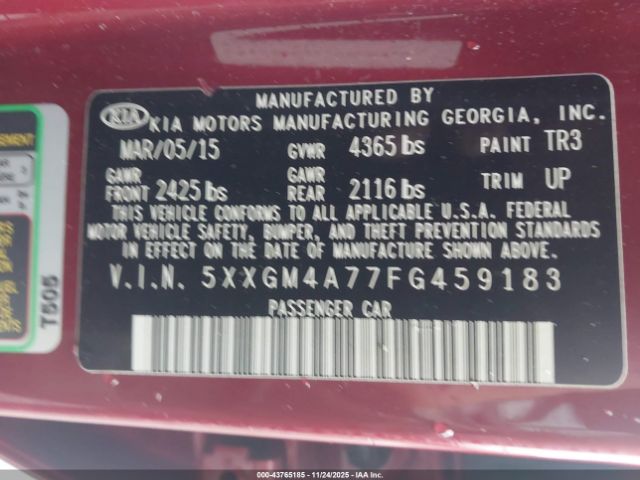 MANUFACTURED BY
KIA KIA MOTORS MANUFACTURING GEORGIA, INC.
MAR/05/15 GVWR 4365 lbs PAINT TR3
GAWR FRONT 2425 lbs GAWR REAR 2116 lbs TRIM UP
THIS VEHICLE CONFORMS TO ALL APPLICABLE U.S.A. FEDERAL
MOTOR VEHICLE SAFETY, BUMPER, AND THEFT PREVENTION STANDARDS
IN EFFECT ON THE DATE OF MANUFACTURE SHOWN ABOVE.
V.I.N. 5XXGM4A77FG459183
PASSENGER CAR
T505
000-43765185 - 11/24/2025 - IAAI.COM